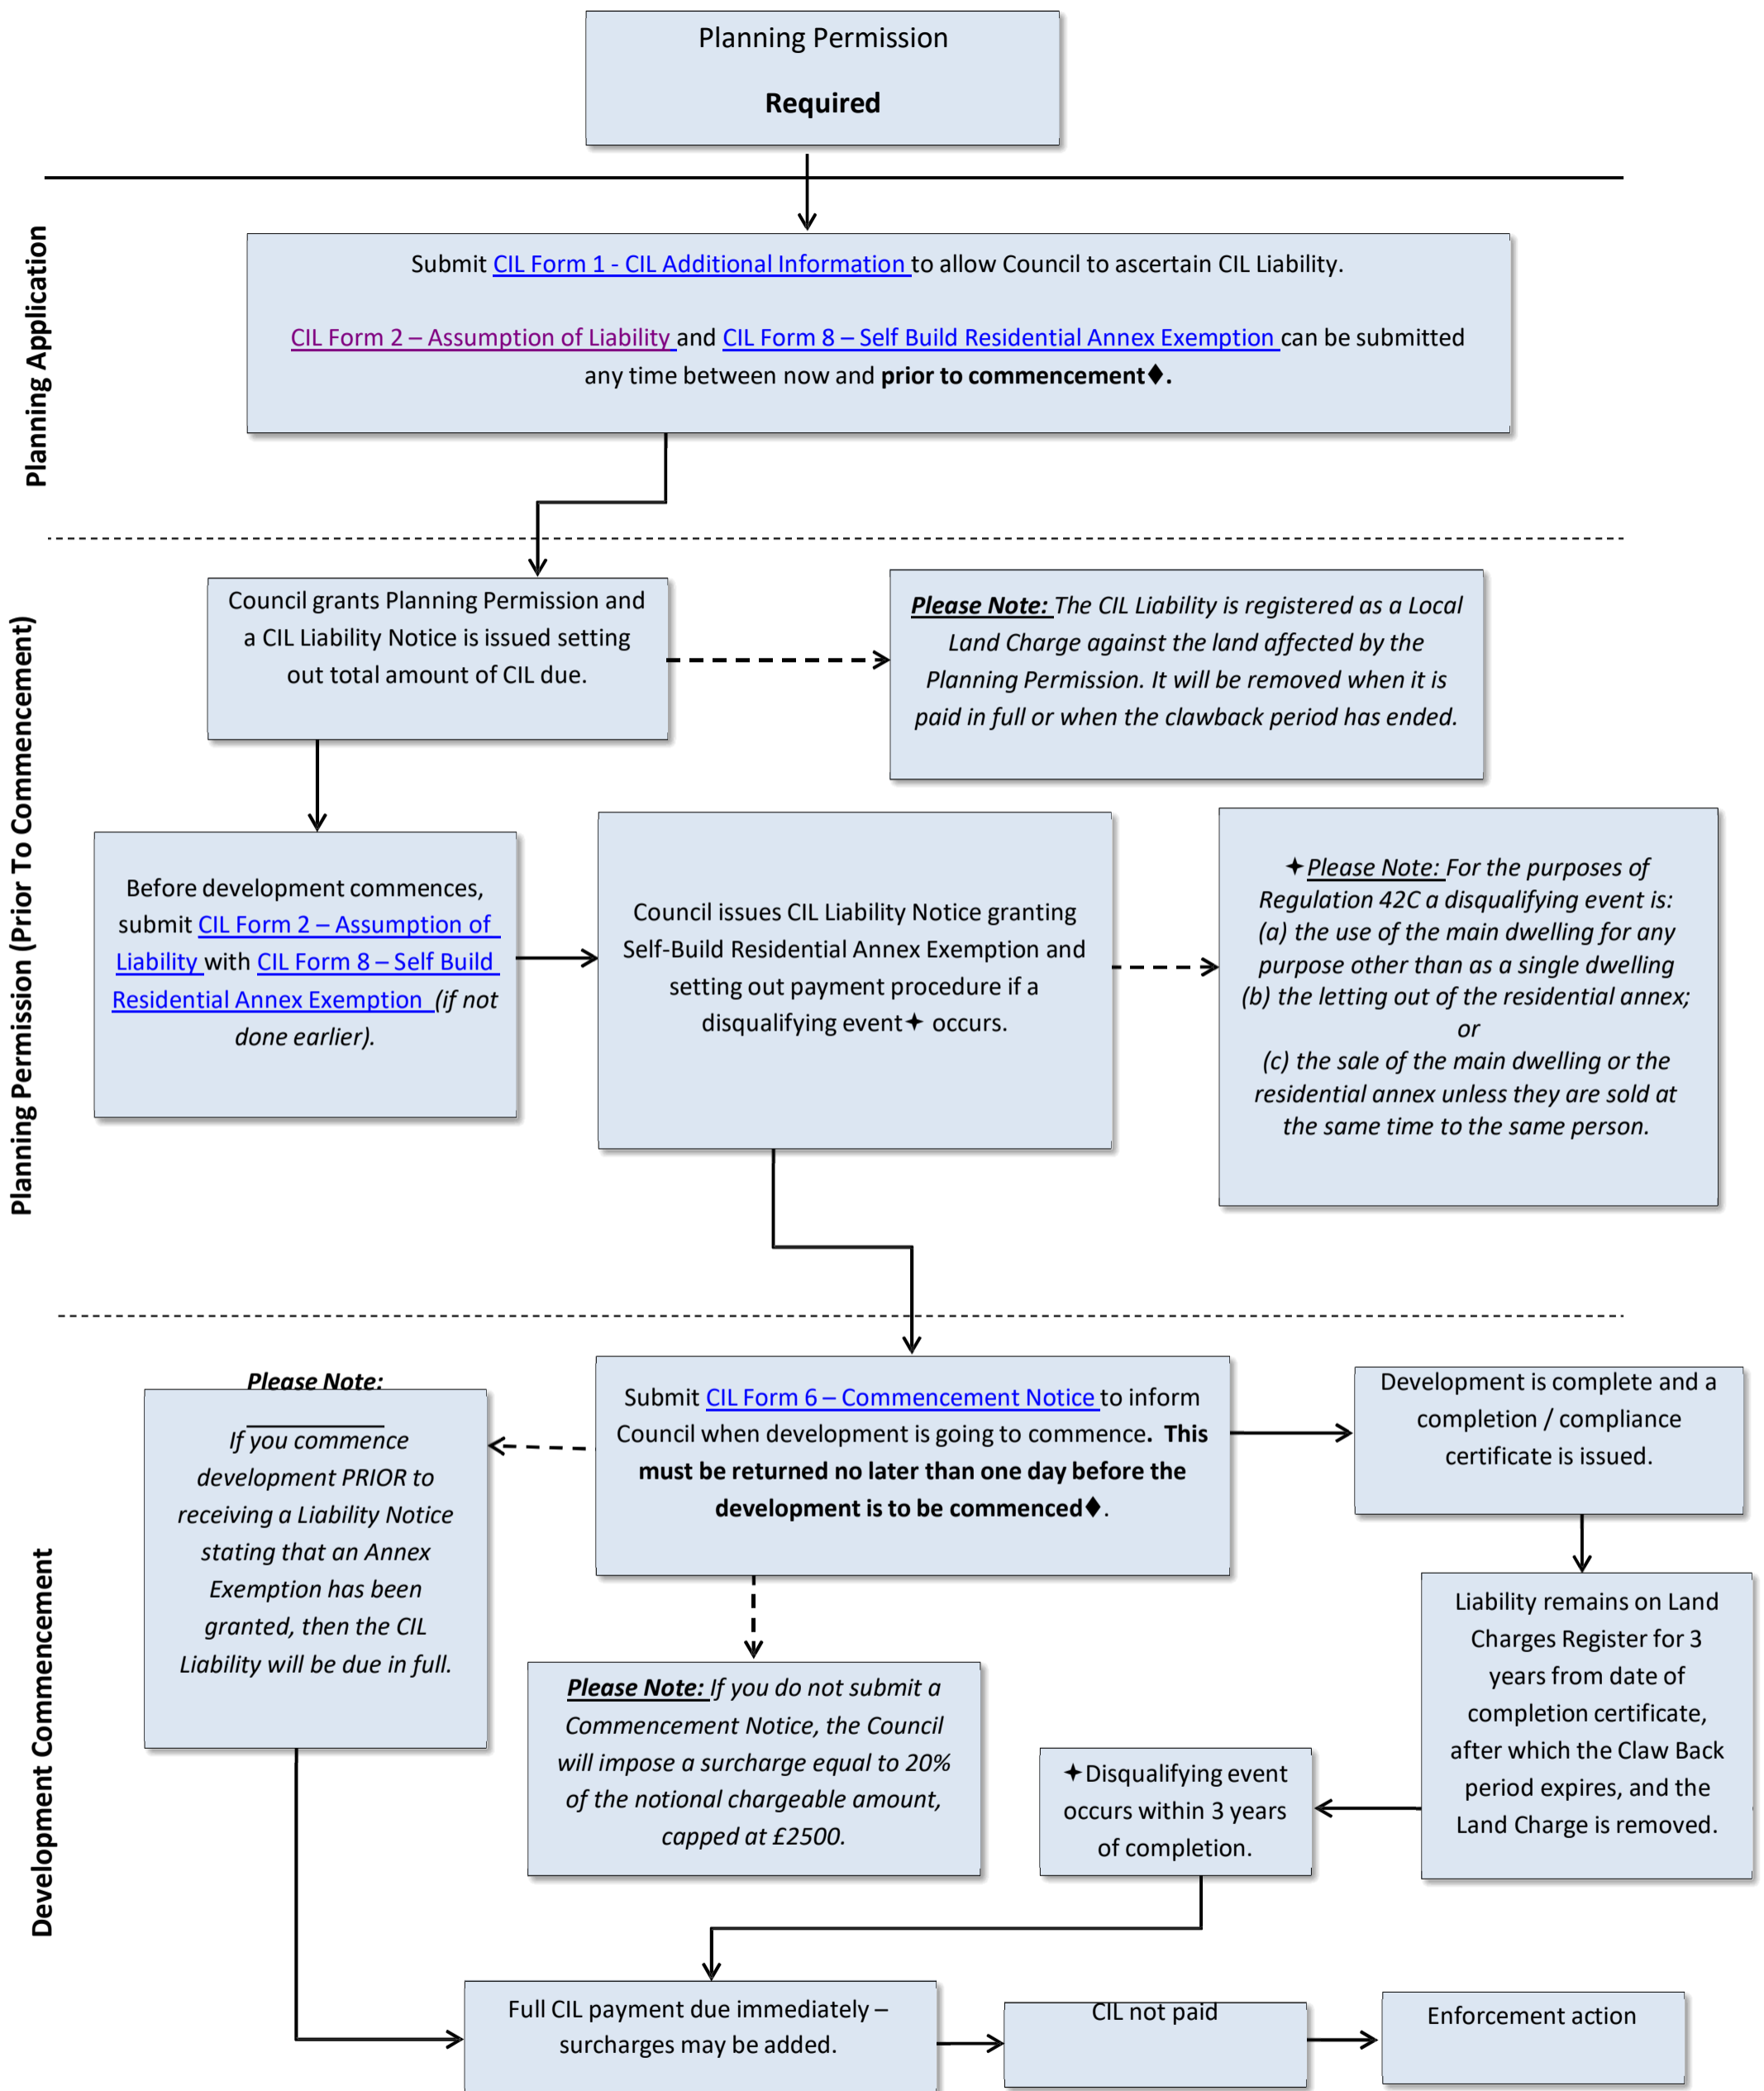 Planning Permission
Required
Planning Application
Submit CIL Form 1 - CIL Additional Information to allow Council to ascertain CIL Liability.
CIL Form 2 – Assumption of Liability and CIL Form 8 – Self Build Residential Annex Exemption can be submitted
any time between now and prior to commencement♦.
Planning Permission (Prior To Commencement)
Council grants Planning Permission and
a CIL Liability Notice is issued setting
out total amount of CIL due.
Please Note: The CIL Liability is registered as a Local
Land Charge against the land affected by the
Planning Permission. It will be removed when it is
paid in full or when the clawback period has ended.
Before development commences,
submit CIL Form 2 – Assumption of
Liability with CIL Form 8 – Self Build
Residential Annex Exemption (if not
done earlier).
Council issues CIL Liability Notice granting
Self-Build Residential Annex Exemption and
setting out payment procedure if a
disqualifying event✦ occurs.
✦Please Note: For the purposes of
Regulation 42C a disqualifying event is:
(a) the use of the main dwelling for any
purpose other than as a single dwelling
(b) the letting out of the residential annex;
or
(c) the sale of the main dwelling or the
residential annex unless they are sold at
the same time to the same person.
Development Commencement
Please Note:
If you commence
development PRIOR to
receiving a Liability Notice
stating that an Annex
Exemption has been
granted, then the CIL
Liability will be due in full.
Submit CIL Form 6 – Commencement Notice to inform
Council when development is going to commence. This
must be returned no later than one day before the
development is to be commenced♦.
Development is complete and a
completion / compliance
certificate is issued.
Please Note: If you do not submit a
Commencement Notice, the Council
will impose a surcharge equal to 20%
of the notional chargeable amount,
capped at £2500.
Liability remains on Land
Charges Register for 3
years from date of
completion certificate,
after which the Claw Back
period expires, and the
Land Charge is removed.
✦Disqualifying event
occurs within 3 years
of completion.
Full CIL payment due immediately –
surcharges may be added.
CIL not paid
Enforcement action